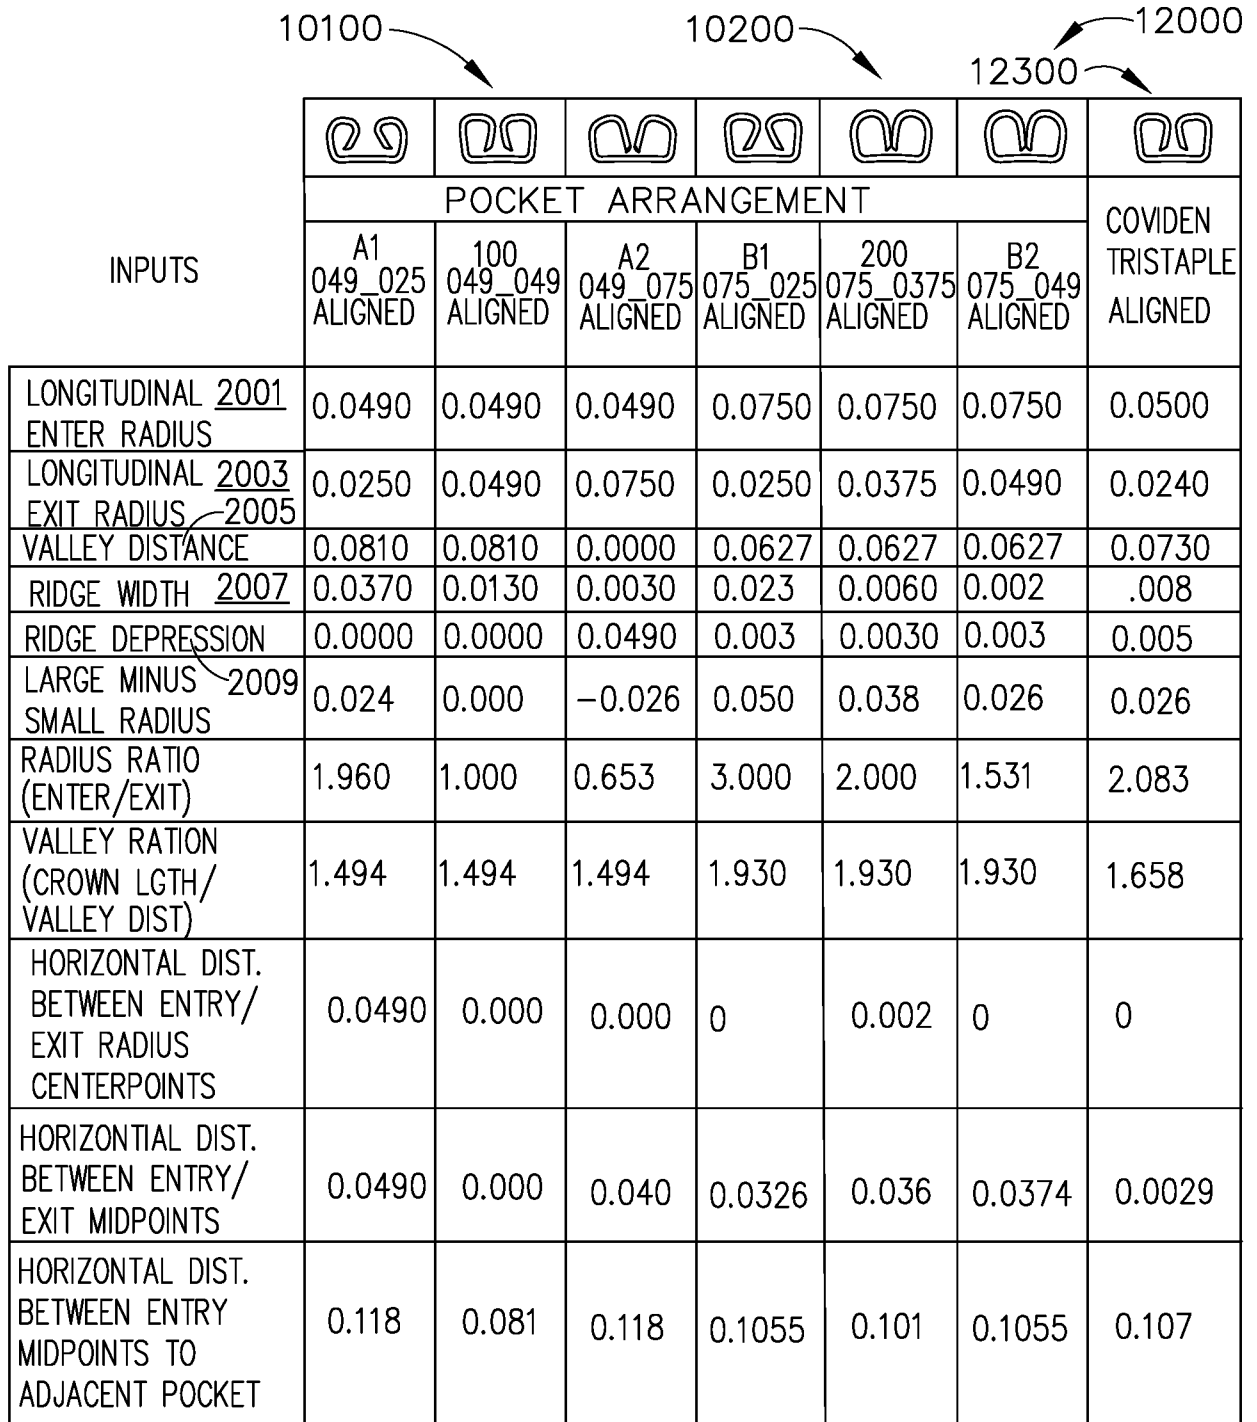 10100
10200
12000
12300
POCKET ARRANGEMENT
INPUTS
A1
049_025
ALIGNED
100
049_049
ALIGNED
A2
049_075
ALIGNED
B1
075_025
ALIGNED
200
075_0375
ALIGNED
B2
075_049
ALIGNED
COVIDEN
TRISTAPLE
ALIGNED
LONGITUDINAL 2001
ENTER RADIUS
0.0490 0.0490 0.0490 0.0750 0.0750 0.0750 0.0500
LONGITUDINAL 2003
EXIT RADIUS 2005
0.0250 0.0490 0.0750 0.0250 0.0375 0.0490 0.0240
VALLEY DISTANCE 0.0810 0.0810 0.0000 0.0627 0.0627 0.0627 0.0730
RIDGE WIDTH 2007 0.0370 0.0130 0.0030 0.023 0.0060 0.002 .008
RIDGE DEPRESSION 0.0000 0.0000 0.0490 0.003 0.0030 0.003 0.005
LARGE MINUS 2009
SMALL RADIUS
0.024 0.000 −0.026 0.050 0.038 0.026 0.026
RADIUS RATIO
(ENTER/EXIT)
1.960 1.000 0.653 3.000 2.000 1.531 2.083
VALLEY RATION
(CROWN LGTH/
VALLEY DIST)
1.494 1.494 1.494 1.930 1.930 1.930 1.658
HORIZONTAL DIST.
BETWEEN ENTRY/
EXIT RADIUS
CENTERPOINTS
0.0490 0.000 0.000 0 0.002 0 0
HORIZONTIAL DIST.
BETWEEN ENTRY/
EXIT MIDPOINTS
0.0490 0.000 0.040 0.0326 0.036 0.0374 0.0029
HORIZONTAL DIST.
BETWEEN ENTRY
MIDPOINTS TO
ADJACENT POCKET
0.118 0.081 0.118 0.1055 0.101 0.1055 0.107